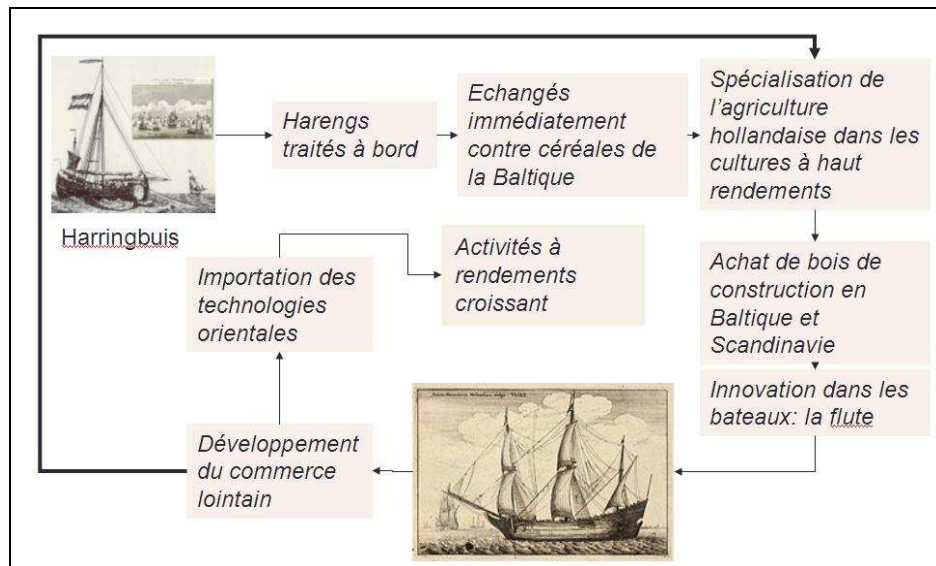 Harringbuis
Harengs
traités à bord
Echangés
immédiatement
contre céréales de
la Baltique
Spécialisation de
l'agriculture
hollandaise dans les
cultures à haut
rendements
Achat de bois de
construction en
Baltique et
Scandinavie
Innovation dans les
bateaux: la flute
Développement
du commerce
lointain
Importation des
technologies
orientales
Activités à
rendements
croissant